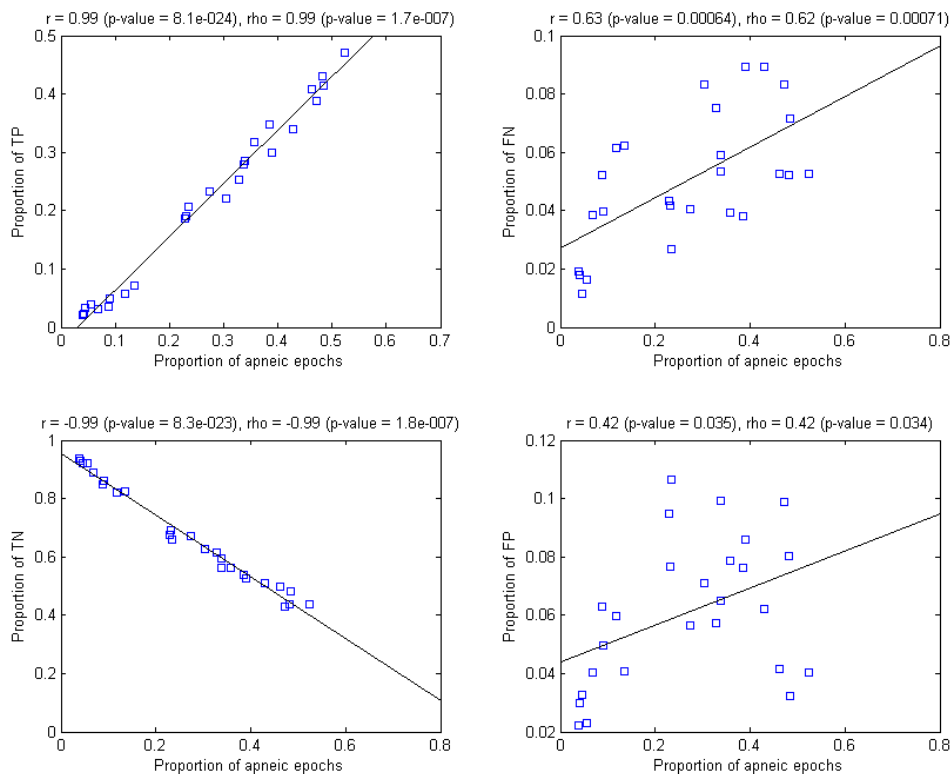 r = 0.99 (p-value = 8.1e-024), rho = 0.99 (p-value = 1.7e-007)
0.5
0.4
0.3
0.2
0.1
0
Proportion of TP
0 0.1 0.2 0.3 0.4 0.5 0.6 0.7
Proportion of apneic epochs
r = 0.63 (p-value = 0.00064), rho = 0.62 (p-value = 0.00071)
0.1
0.08
0.06
0.04
0.02
0
Proportion of FN
0 0.2 0.4 0.6 0.8
Proportion of apneic epochs
r = -0.99 (p-value = 8.3e-023), rho = -0.99 (p-value = 1.8e-007)
1
0.8
0.6
0.4
0.2
0
Proportion of TN
0 0.2 0.4 0.6 0.8
Proportion of apneic epochs
r = 0.42 (p-value = 0.035), rho = 0.42 (p-value = 0.034)
0.12
0.1
0.08
0.06
0.04
0.02
Proportion of FP
0 0.2 0.4 0.6 0.8
Proportion of apneic epochs